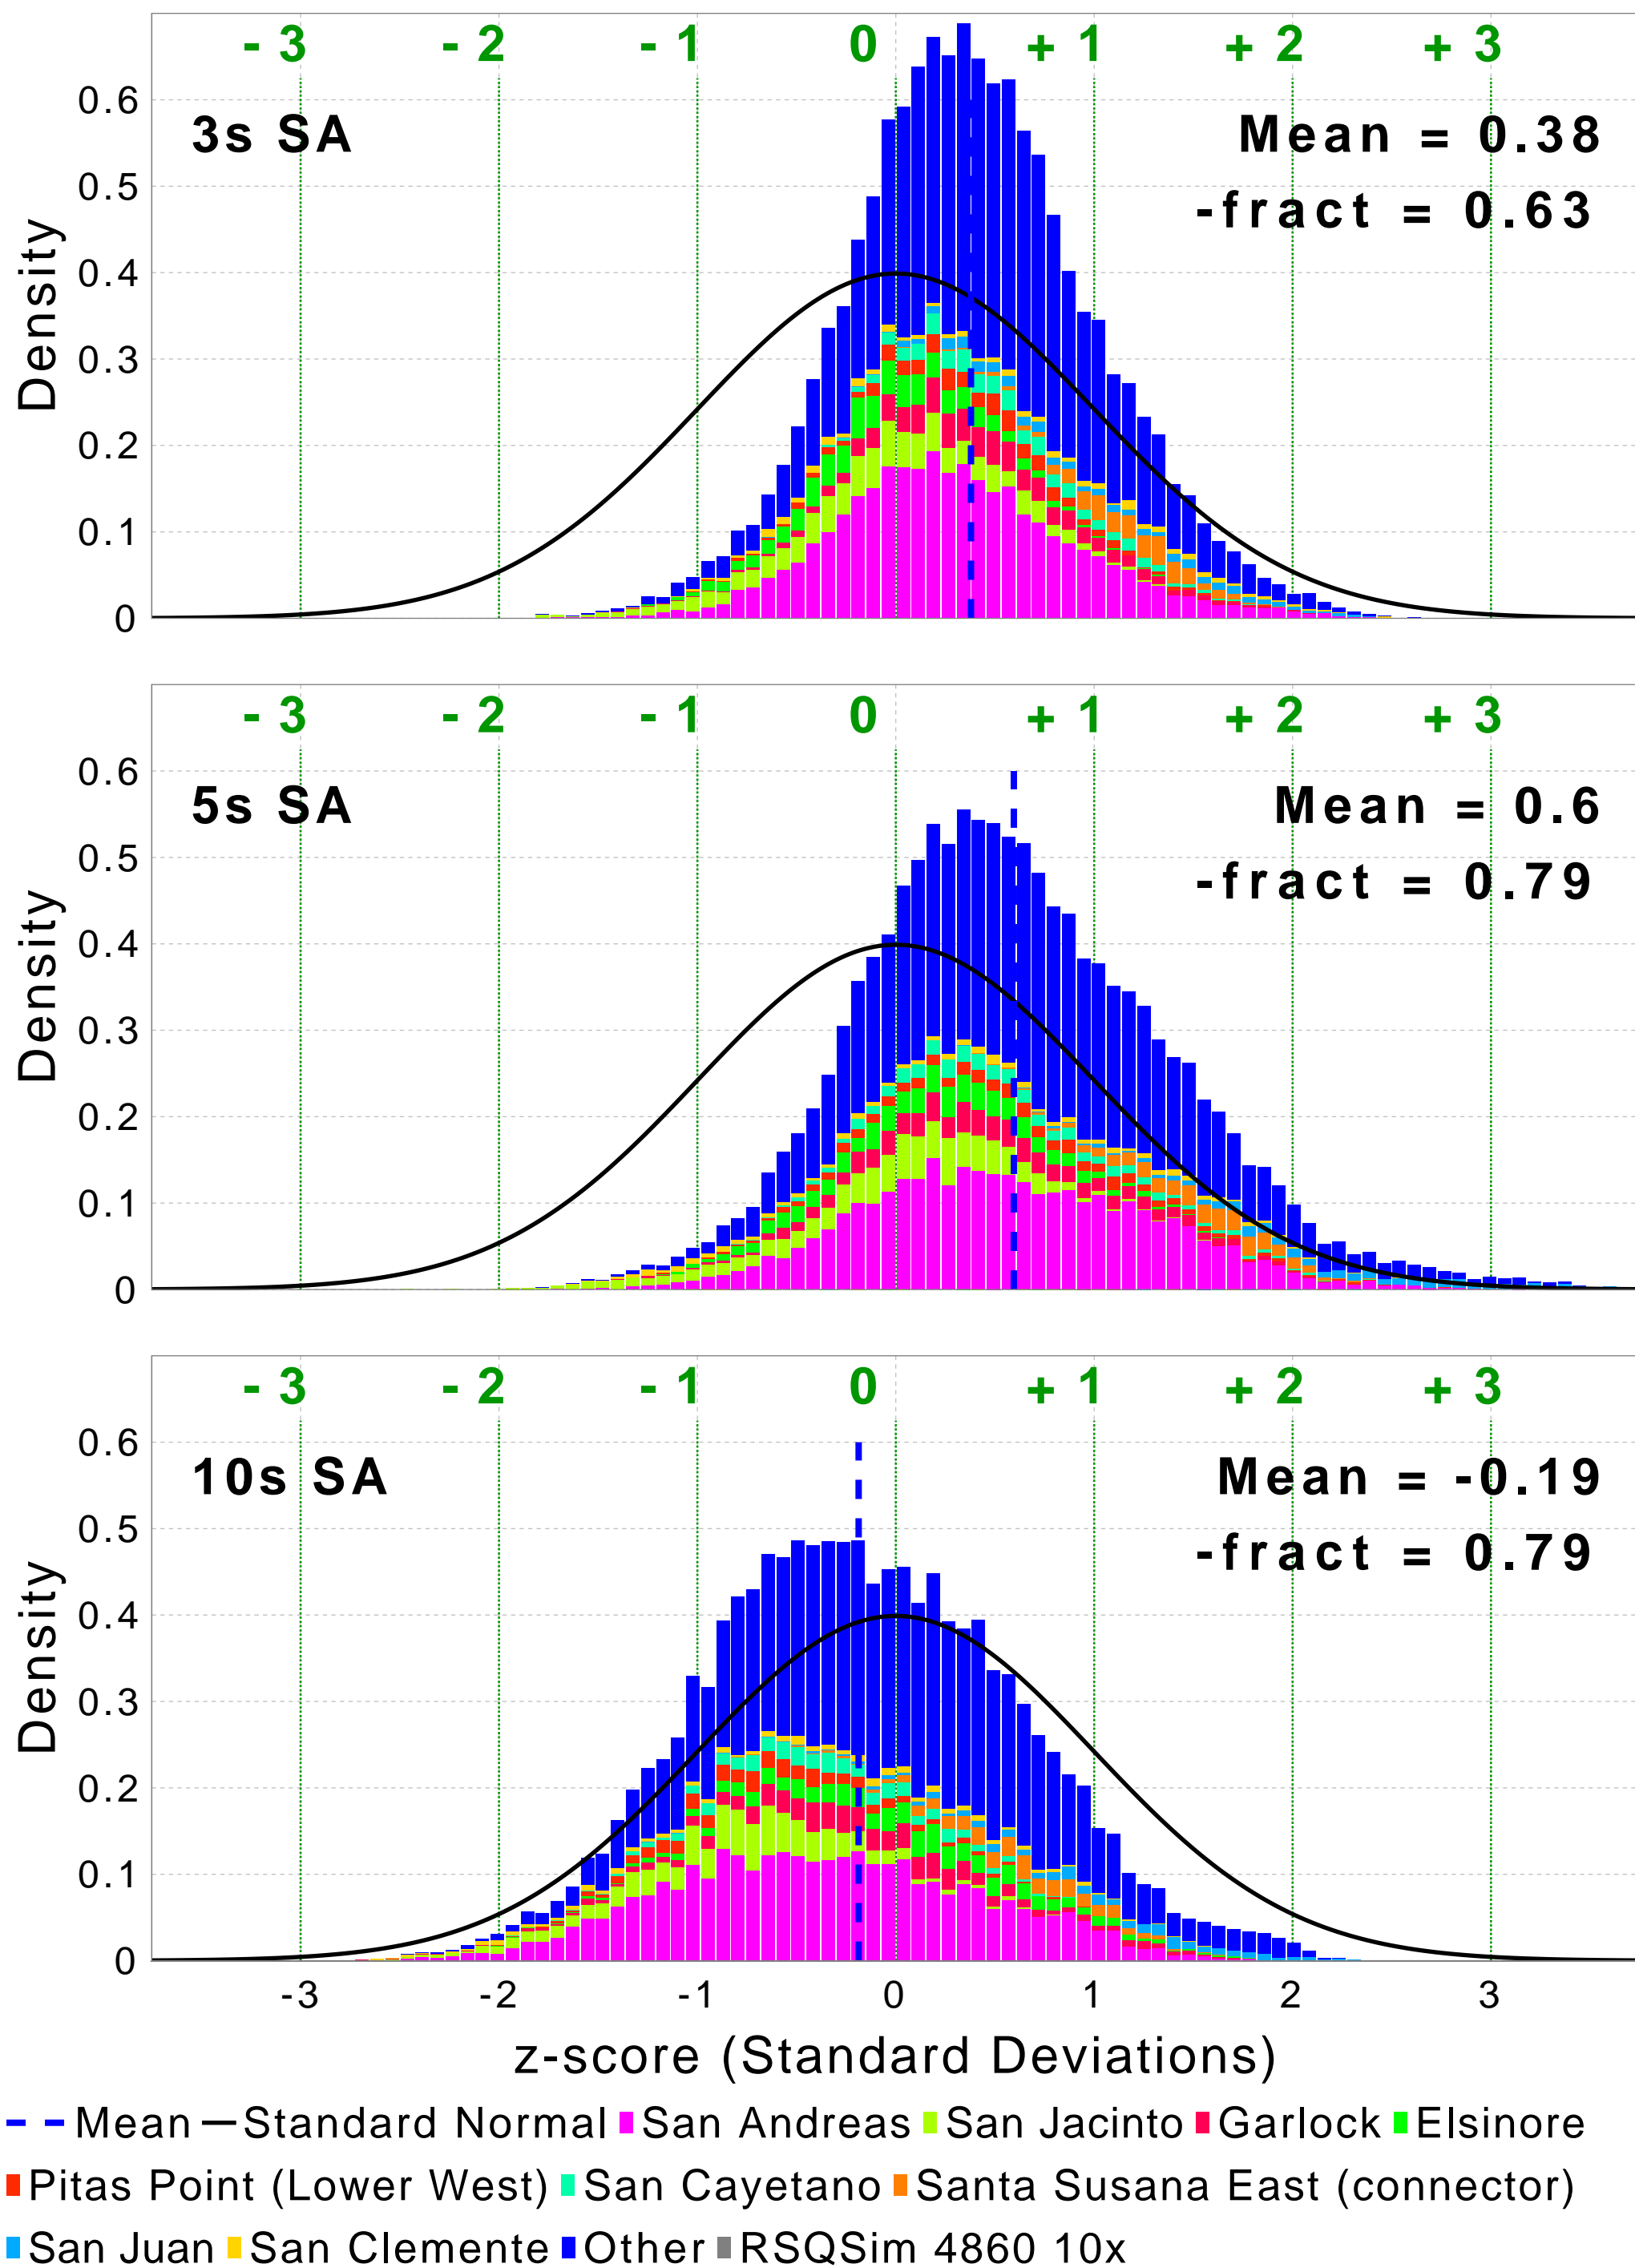 - 3 - 2 - 1 0 + 1 + 2 + 3
0.6
3s SA
Mean = 0.38
0.5
-fract = 0.63
0.4
Density
0.3
0.2
0.1
0
- 3 - 2 - 1 0 + 1 + 2 + 3
0.6
5s SA
Mean = 0.6
0.5
-fract = 0.79
0.4
Density
0.3
0.2
0.1
0
- 3 - 2 - 1 0 + 1 + 2 + 3
0.6
10s SA
Mean = -0.19
0.5
-fract = 0.79
0.4
Density
0.3
0.2
0.1
0
-3 -2 -1 0 1 2 3
z-score (Standard Deviations)
Mean Standard Normal San Andreas San Jacinto Garlock Elsinore
Pitas Point (Lower West) San Cayetano Santa Susana East (connector)
San Juan San Clemente Other RSQSim 4860 10x